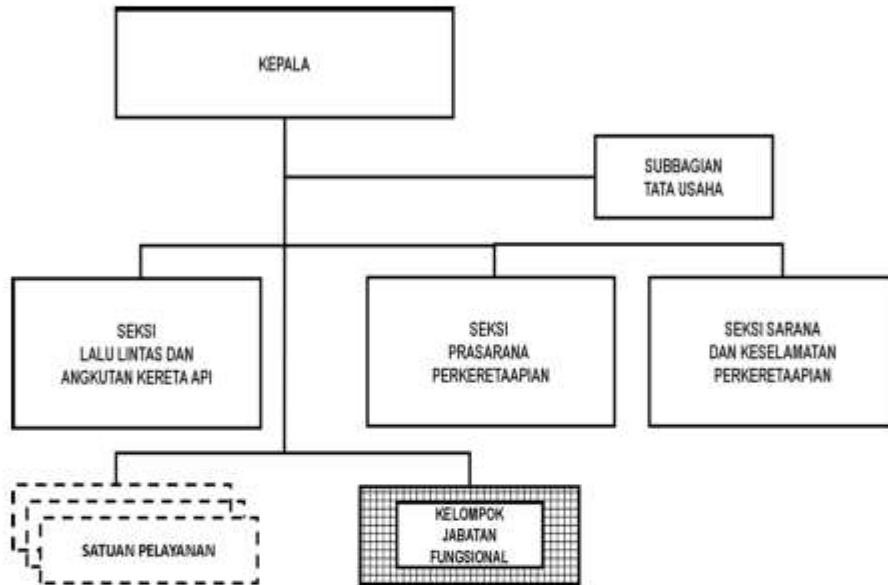 KEPALA
SUBBAGIAN
TATA USAHA
SEKSI
LALU LINTAS DAN
ANGKUTAN KERETA API
SEKSI
PRASARANA
PERKERETAAPIAN
SEKSI SARANA
DAN KESELAMATAN
PERKERETAAPIAN
SATUAN PELAYANAN
KELOMPOK
JABATAN
FUNGSIONAL